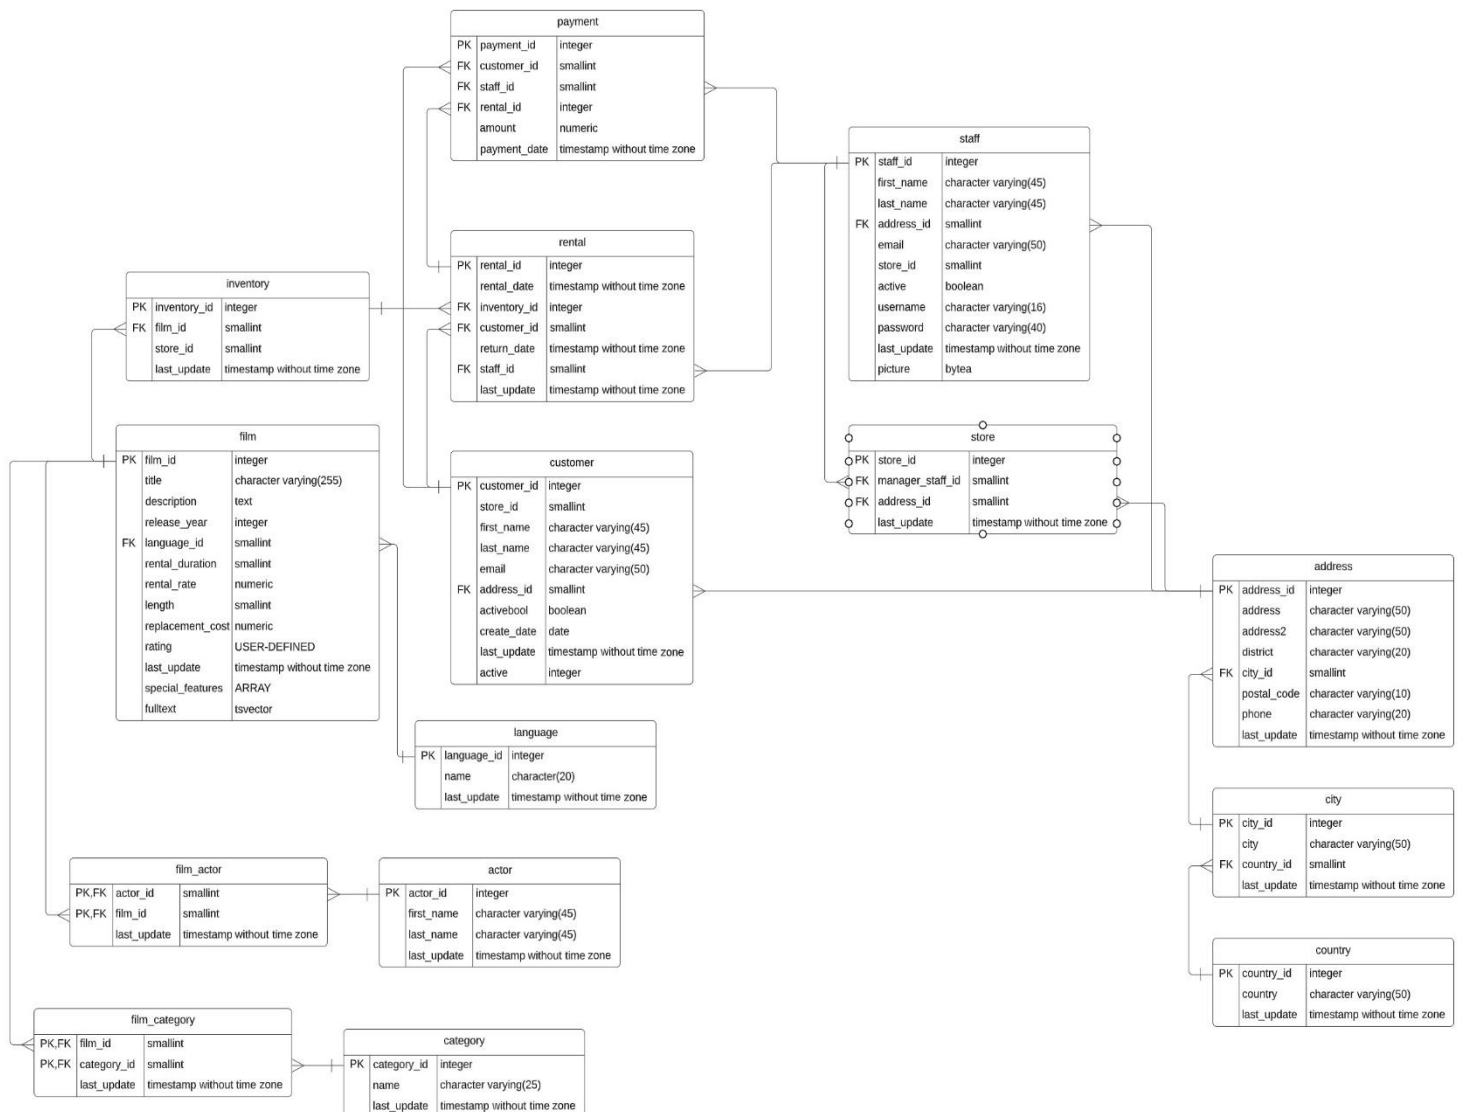 payment
PK payment_id integer
FK customer_id smallint
FK staff_id smallint
FK rental_id integer
amount numeric
payment_date timestamp without time zone
staff
PK staff_id integer
first_name character varying(45)
last_name character varying(45)
FK address_id smallint
email character varying(50)
store_id smallint
active boolean
username character varying(16)
password character varying(40)
last_update timestamp without time zone
picture bytea
rental
PK rental_id integer
rental_date timestamp without time zone
FK inventory_id integer
FK customer_id smallint
return_date timestamp without time zone
FK staff_id smallint
last_update timestamp without time zone
inventory
PK inventory_id integer
FK film_id smallint
store_id smallint
last_update timestamp without time zone
film
PK film_id integer
title character varying(255)
description text
release_year integer
FK language_id smallint
rental_duration smallint
rental_rate numeric
length smallint
replacement_cost numeric
rating USER-DEFINED
last_update timestamp without time zone
special_features ARRAY
fulltext tsvector
customer
PK customer_id integer
store_id smallint
first_name character varying(45)
last_name character varying(45)
email character varying(50)
FK address_id smallint
activebool boolean
create_date date
last_update timestamp without time zone
active integer
store
PK store_id integer
FK manager_staff_id smallint
FK address_id smallint
last_update timestamp without time zone
address
PK address_id integer
address character varying(50)
address2 character varying(50)
district character varying(20)
FK city_id smallint
postal_code character varying(10)
phone character varying(20)
last_update timestamp without time zone
language
PK language_id integer
name character(20)
last_update timestamp without time zone
city
PK city_id integer
city character varying(50)
FK country_id smallint
last_update timestamp without time zone
film_actor
PK,FK actor_id smallint
PK,FK film_id smallint
last_update timestamp without time zone
actor
PK actor_id integer
first_name character varying(45)
last_name character varying(45)
last_update timestamp without time zone
country
PK country_id integer
country character varying(50)
last_update timestamp without time zone
film_category
PK,FK film_id smallint
PK,FK category_id smallint
last_update timestamp without time zone
category
PK category_id integer
name character varying(25)
last_update timestamp without time zone